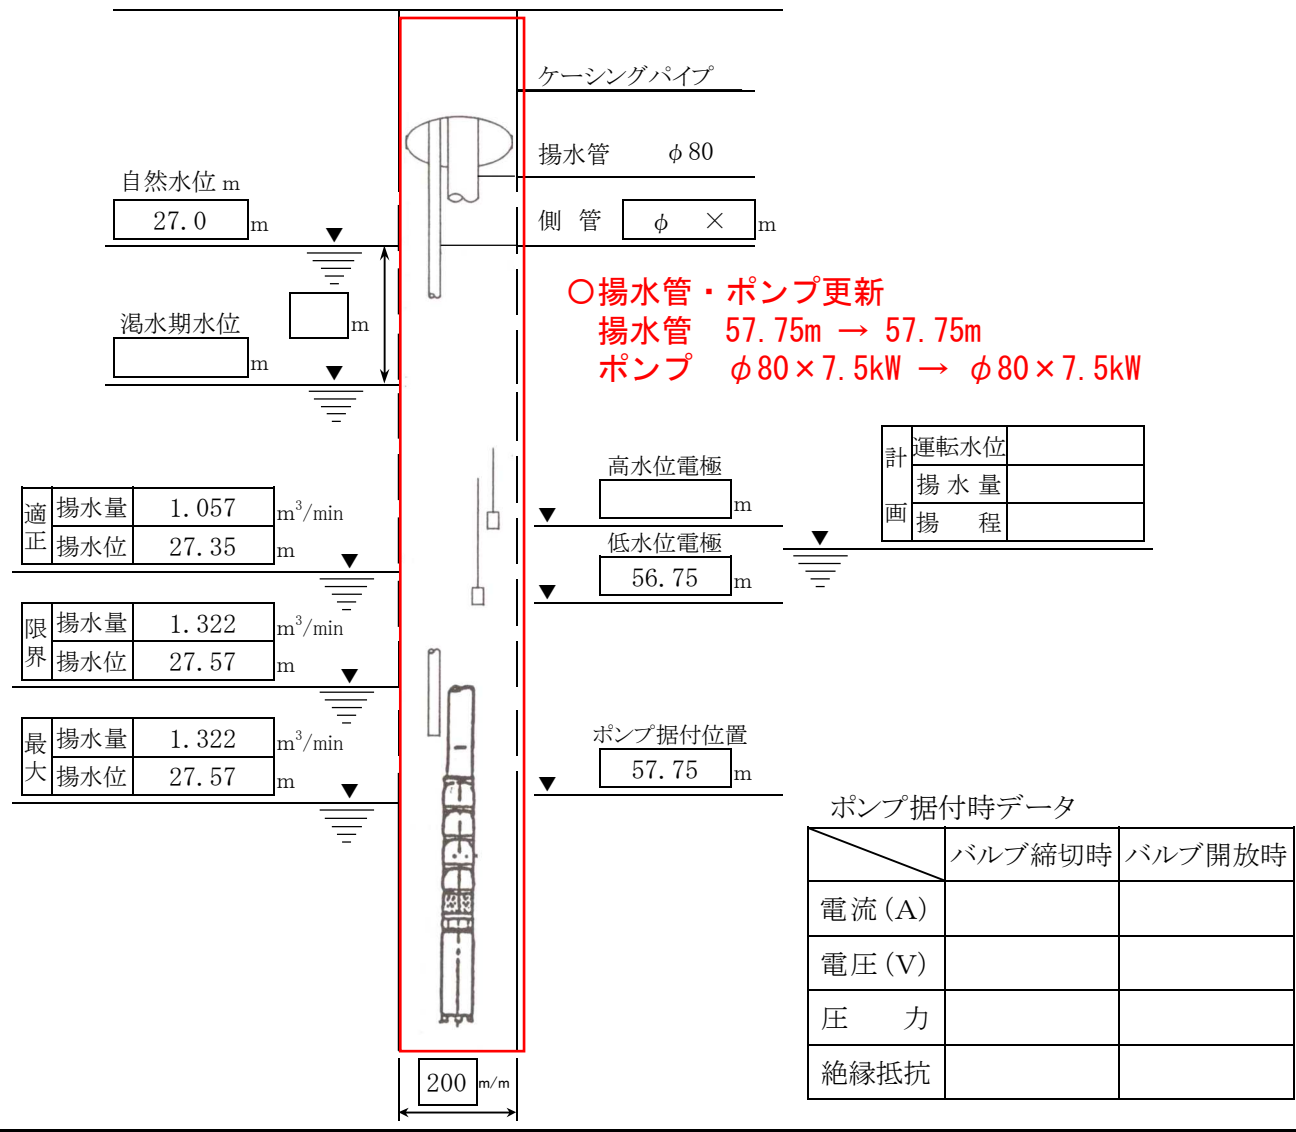 ケーシングパイプ
揚水管 φ80
自然水位 m
27.0 m
側 管 φ × m
○揚水管・ポンプ更新
揚水管 57.75m → 57.75m
ポンプ φ80×7.5kW → φ80×7.5kW
m
渇水期水位
m
計画
運転水位
揚水量
揚 程
高水位電極
m
低水位電極
56.75 m
適正
揚水量 1.057 m³/min
揚水位 27.35 m
限界
揚水量 1.322 m³/min
揚水位 27.57 m
最大
揚水量 1.322 m³/min
揚水位 27.57 m
ポンプ据付位置
57.75 m
ポンプ据付時データ
バルブ締切時 バルブ開放時
電流(A)
電圧(V)
圧 力
絶縁抵抗
200 m/m